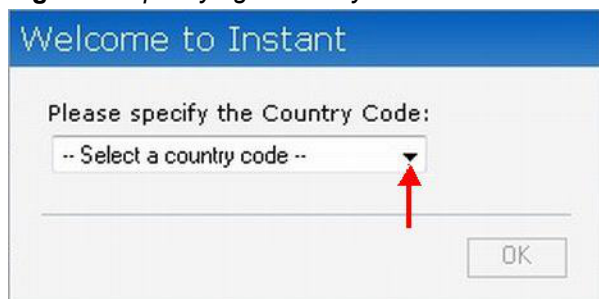 Welcome to Instant
Please specify the Country Code:
-- Select a country code --
OK